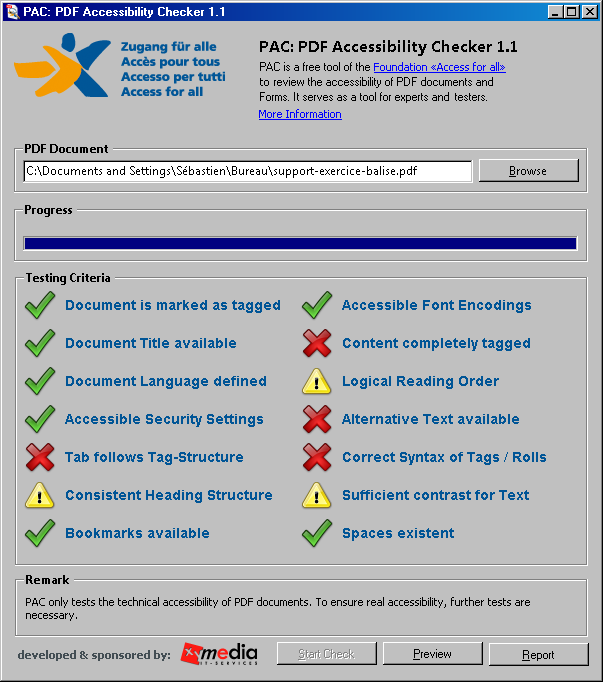 PAC: PDF Accessibility Checker 1.1
Zugang für alle
Accès pour tous
Accesso per tutti
Access for all
PAC: PDF Accessibility Checker 1.1
PAC is a free tool of the Foundation «Access for all»
to review the accessibility of PDF documents and
Forms. It serves as a tool for experts and testers.
More Information
PDF Document
C:\Documents and Settings\Sébastien\Bureau\support-exercice-balise.pdf
Browse
Progress
Testing Criteria
Document is marked as tagged
Document Title available
Document Language defined
Accessible Security Settings
Tab follows Tag-Structure
Consistent Heading Structure
Bookmarks available
Accessible Font Encodings
Content completely tagged
Logical Reading Order
Alternative Text available
Correct Syntax of Tags / Rolls
Sufficient contrast for Text
Spaces existent
Remark
PAC only tests the technical accessibility of PDF documents. To ensure real accessibility, further tests are
necessary.
developed & sponsored by:
xymedia
IT-SERVICES
Start Check
Preview
Report